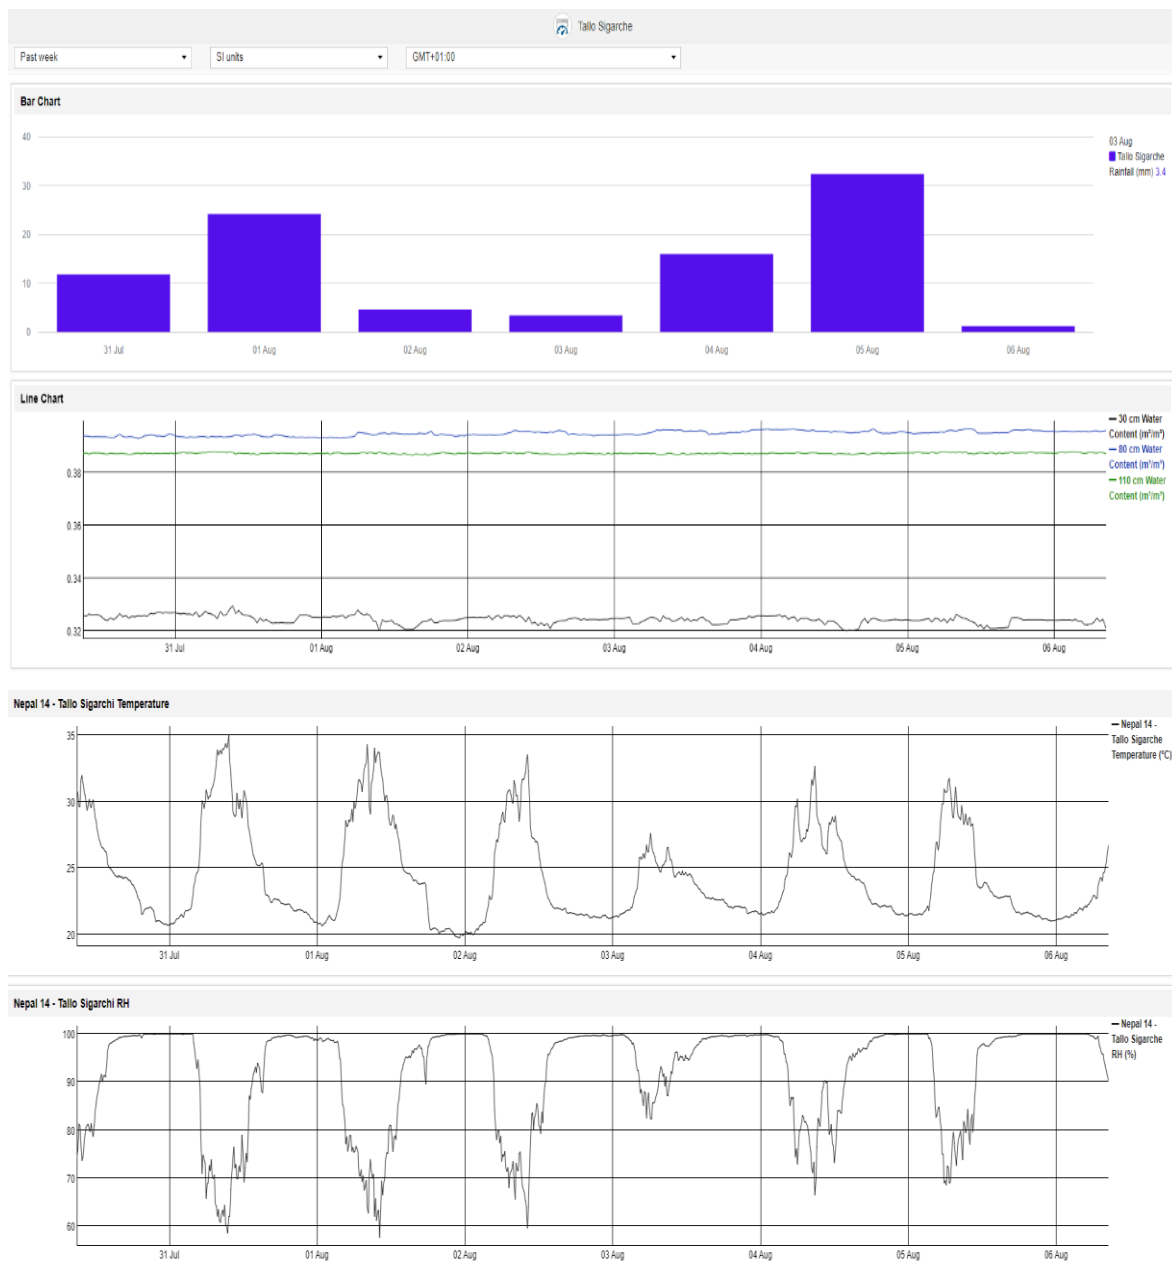 Tallo Sigarche
Past week
SI units
GMT+01:00
Bar Chart
40
30
20
10
0
31 Jul
01 Aug
02 Aug
03 Aug
04 Aug
05 Aug
06 Aug
03 Aug
Tallo Sigarche
Rainfall (mm) 3.4
Line Chart
0.38
0.36
0.34
0.32
31 Jul
01 Aug
02 Aug
03 Aug
04 Aug
05 Aug
06 Aug
30 cm Water
Content (m³/m³)
80 cm Water
Content (m³/m³)
110 cm Water
Content (m³/m³)
Nepal 14 - Tallo Sigarchi Temperature
35
30
25
20
31 Jul
01 Aug
02 Aug
03 Aug
04 Aug
05 Aug
06 Aug
Nepal 14 -
Tallo Sigarche
Temperature (°C)
Nepal 14 - Tallo Sigarchi RH
100
90
80
70
60
31 Jul
01 Aug
02 Aug
03 Aug
04 Aug
05 Aug
06 Aug
Nepal 14 -
Tallo Sigarche
RH (%)